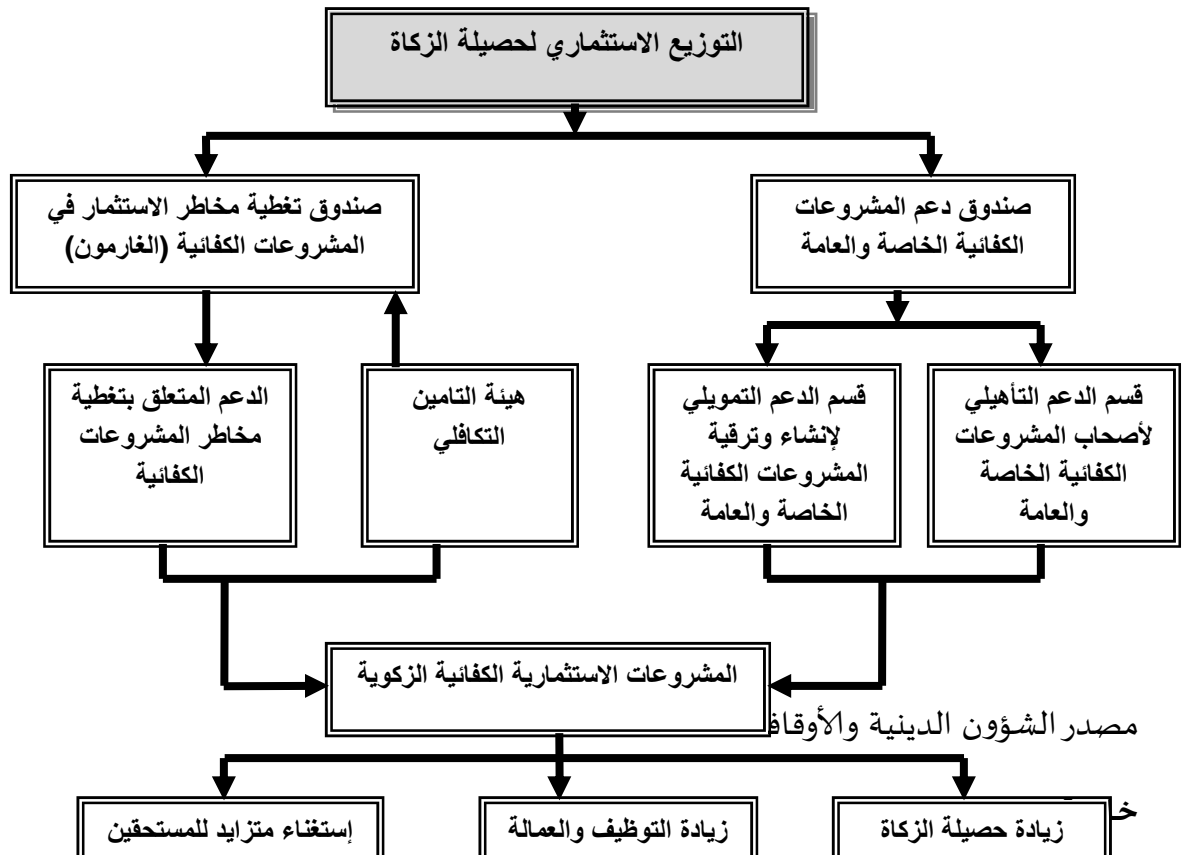 التوزيع الاستثماري لحصيلة الزكاة
صندوق دعم المشروعات
الكفائية الخاصة والعامة
صندوق تغطية مخاطر الاستثمار في
المشروعات الكفائية (الغارمون)
قسم الدعم التأهيلي
لأصحاب المشروعات
الكفائية الخاصة
والعامة
قسم الدعم التمويلي
لإنشاء وترقية
المشروعات الكفائية
الخاصة والعامة
هيئة التامين
التكافلي
الدعم المتعلق بتغطية
مخاطر المشروعات
الكفائية
المشروعات الاستثمارية الكفائية الزكوية
مصدر الشؤون الدينية والأوقاف
زيادة حصيلة الزكاة
زيادة التوظيف والعمالة
إستغناء متزايد للمستحقين